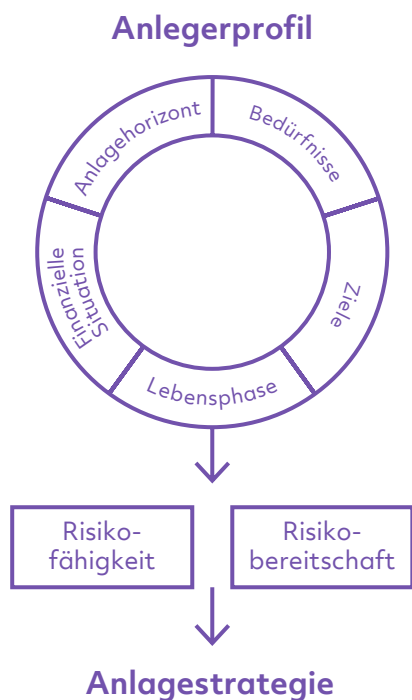 Anlegerprofil
Anlagehorizont
Bedürfnisse
Finanzielle
Situation
Ziele
Lebensphase
Risiko-
fähigkeit
Risiko-
bereitschaft
Anlagestrategie